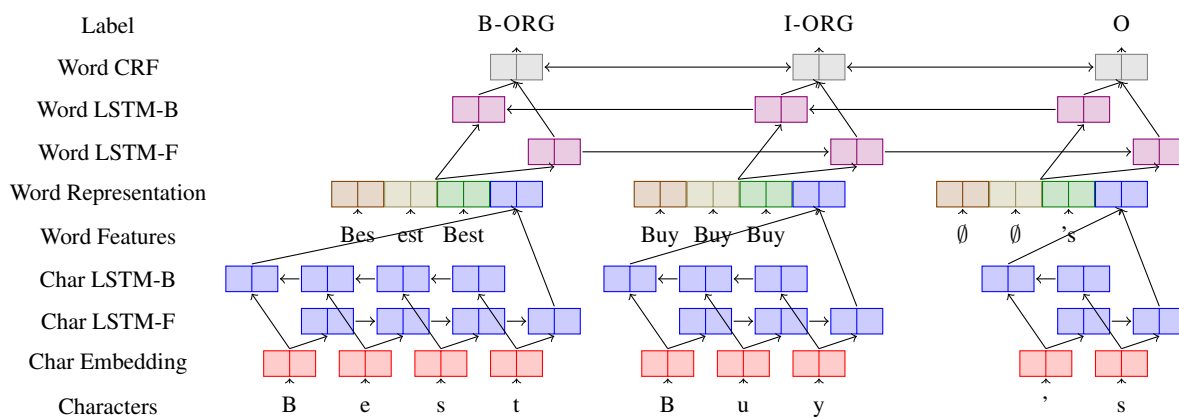 Label B-ORG I-ORG O
Word CRF
Word LSTM-B
Word LSTM-F
Word Representation
Word Features Bes est Best Buy Buy Buy ∅ ∅ 's
Char LSTM-B
Char LSTM-F
Char Embedding
Characters B e s t B u y ' s